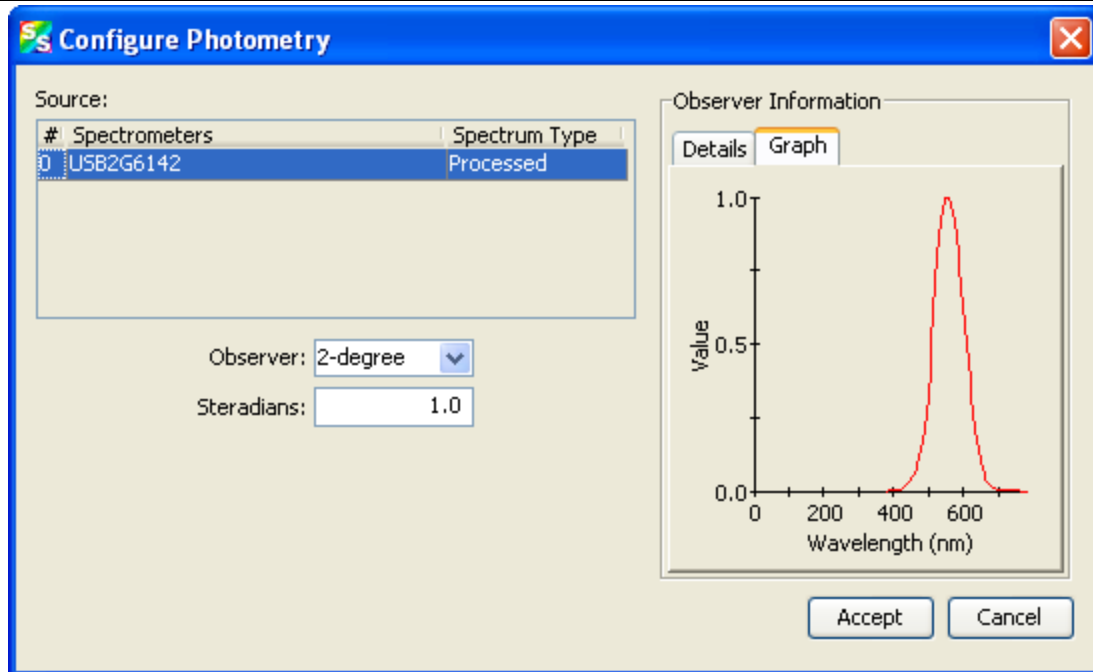 SS Configure Photometry
Source:
# Spectrometers Spectrum Type
0 USB2G6142 Processed
Observer: 2-degree
Steradians: 1.0
Observer Information
Details Graph
1.0
0.5
0.0
Value
0 200 400 600
Wavelength (nm)
Accept Cancel